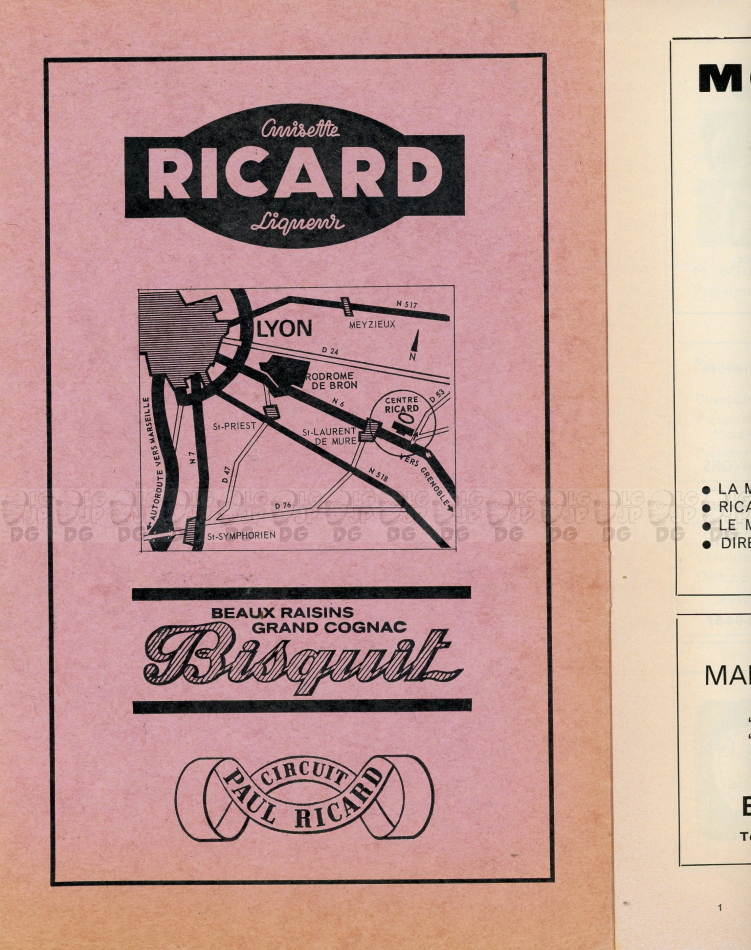 Anisette
RICARD
Liqueur
LYON
N 517
MEYZIEUX
N
D 24
RODROME
DE BRON
N 6
CENTRE
RICARD
D 53
St-PRIEST
St-LAURENT
DE MURE
VERS GRENOBLE
AUTOROUTE VERS MARSEILLE
N 7
D 47
N 518
D 76
St-SYMPHORIEN
BEAUX RAISINS
GRAND COGNAC
Bisquit
CIRCUIT
PAUL RICARD
LA M
RICA
LE M
DIRE
MAI
1